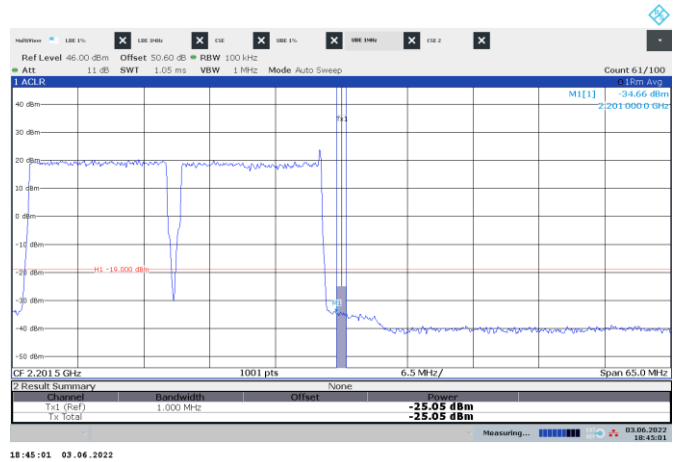 MultiView LBE 1% X LBE 1MHz X CSE X UBE 1% X UBE 1MHz X CSE 2 X
Ref Level 46.00 dBm Offset 50.60 dB RBW 100 kHz
Att 11 dB SWT 1.05 ms VBW 1 MHz Mode Auto Sweep Count 61/100
1 ACLR 1Rm Avg
M1[1] -34.66 dBm
2.2010000 GHz
40 dBm
Tx1
30 dBm
20 dBm
10 dBm
0 dBm
-10 dBm
H1 -19.000 dBm
-20 dBm
-30 dBm
M1
-40 dBm
-50 dBm
CF 2.2015 GHz 1001 pts 6.5 MHz/ Span 65.0 MHz
2 Result Summary None
Channel Bandwidth Offset Power
Tx1 (Ref) 1.000 MHz -25.05 dBm
Tx Total -25.05 dBm
Measuring... 03.06.2022
18:45:01
18:45:01 03.06.2022